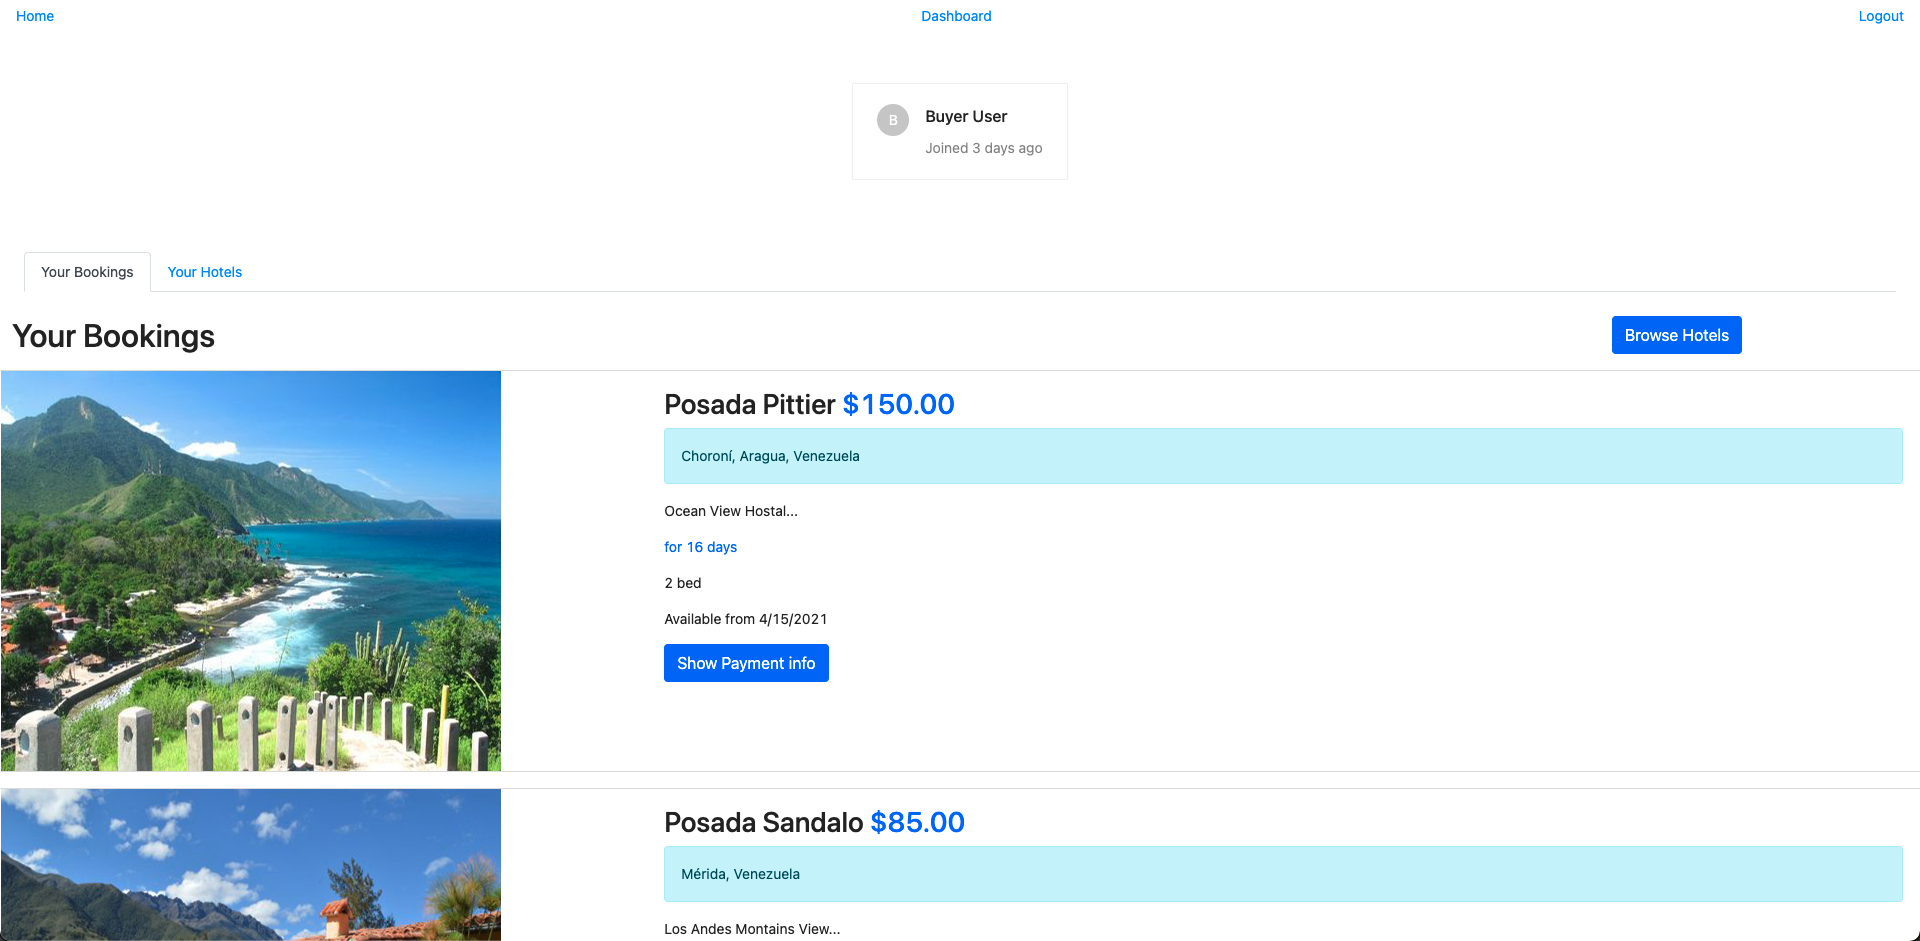 Home
Dashboard
Logout
B
Buyer User
Joined 3 days ago
Your Bookings
Your Hotels
Your Bookings
Browse Hotels
Posada Pittier $150.00
Choroní, Aragua, Venezuela
Ocean View Hostal...
for 16 days
2 bed
Available from 4/15/2021
Show Payment info
Posada Sandalo $85.00
Mérida, Venezuela
Los Andes Montains View...